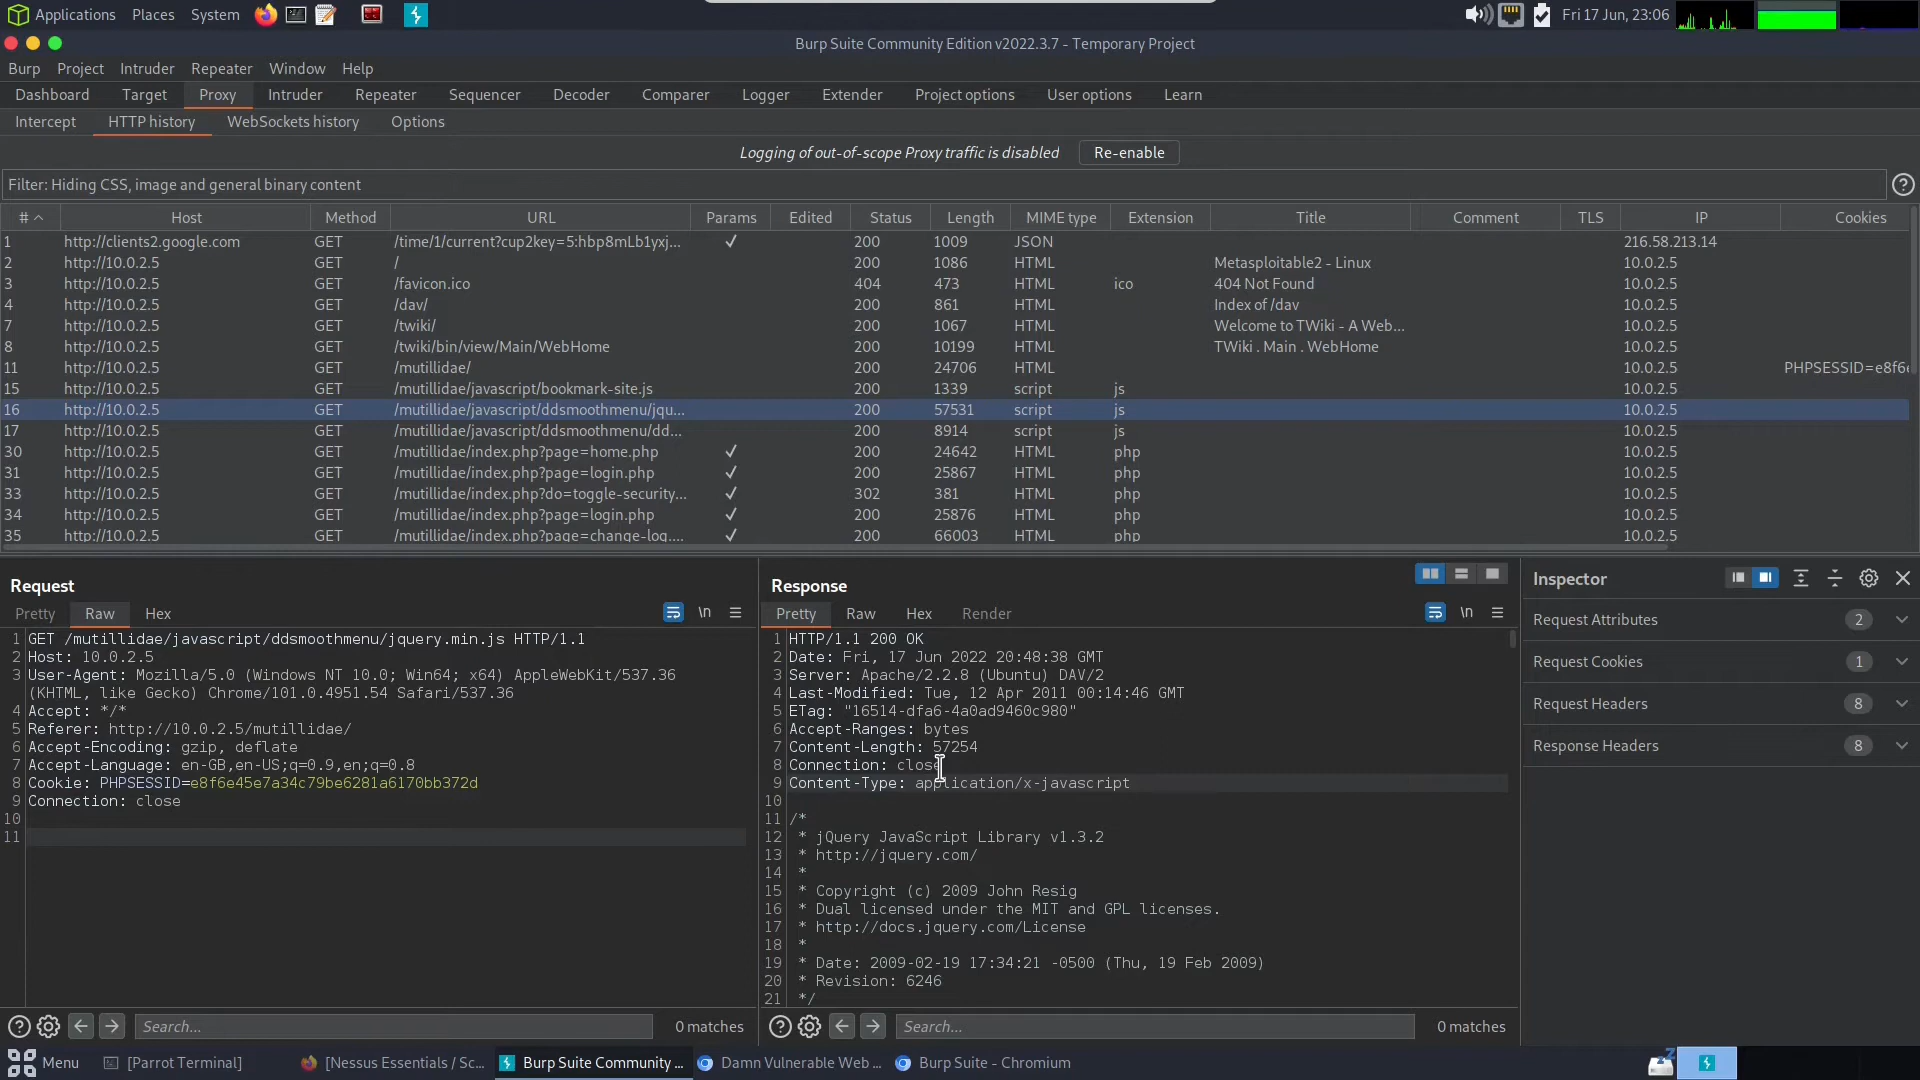 Applications Places System Fri 17 Jun, 23:06
Burp Suite Community Edition v2022.3.7 - Temporary Project
Burp Project Intruder Repeater Window Help
Dashboard Target Proxy Intruder Repeater Sequencer Decoder Comparer Logger Extender Project options User options Learn
Intercept HTTP history WebSockets history Options
Logging of out-of-scope Proxy traffic is disabled Re-enable
Filter: Hiding CSS, image and general binary content
# Host Method URL Params Edited Status Length MIME type Extension Title Comment TLS IP Cookies
1 http://clients2.google.com GET /time/1/current?cup2key=5:hbp8mLb1yxj... ✓ 200 1009 JSON 216.58.213.14
2 http://10.0.2.5 GET / 200 1086 HTML Metasploitable2 - Linux 10.0.2.5
3 http://10.0.2.5 GET /favicon.ico 404 473 HTML ico 404 Not Found 10.0.2.5
4 http://10.0.2.5 GET /dav/ 200 861 HTML Index of /dav 10.0.2.5
7 http://10.0.2.5 GET /twiki/ 200 1067 HTML Welcome to TWiki - A Web... 10.0.2.5
8 http://10.0.2.5 GET /twiki/bin/view/Main/WebHome 200 10199 HTML TWiki . Main . WebHome 10.0.2.5
11 http://10.0.2.5 GET /mutillidae/ 200 24706 HTML 10.0.2.5 PHPSESSID=e8f6e
15 http://10.0.2.5 GET /mutillidae/javascript/bookmark-site.js 200 1339 script js 10.0.2.5
16 http://10.0.2.5 GET /mutillidae/javascript/ddsmoothmenu/jqu... 200 57531 script js 10.0.2.5
17 http://10.0.2.5 GET /mutillidae/javascript/ddsmoothmenu/dd... 200 8914 script js 10.0.2.5
30 http://10.0.2.5 GET /mutillidae/index.php?page=home.php ✓ 200 24642 HTML php 10.0.2.5
31 http://10.0.2.5 GET /mutillidae/index.php?page=login.php ✓ 200 25867 HTML php 10.0.2.5
33 http://10.0.2.5 GET /mutillidae/index.php?do=toggle-security... ✓ 302 381 HTML php 10.0.2.5
34 http://10.0.2.5 GET /mutillidae/index.php?page=login.php ✓ 200 25876 HTML php 10.0.2.5
35 http://10.0.2.5 GET /mutillidae/index.php?page=change-log.... ✓ 200 66003 HTML php 10.0.2.5
Request
Pretty Raw Hex \n
1 GET /mutillidae/javascript/ddsmoothmenu/jquery.min.js HTTP/1.1
2 Host: 10.0.2.5
3 User-Agent: Mozilla/5.0 (Windows NT 10.0; Win64; x64) AppleWebKit/537.36
(KHTML, like Gecko) Chrome/101.0.4951.54 Safari/537.36
4 Accept: */*
5 Referer: http://10.0.2.5/mutillidae/
6 Accept-Encoding: gzip, deflate
7 Accept-Language: en-GB,en-US;q=0.9,en;q=0.8
8 Cookie: PHPSESSID=e8f6e45e7a34c79be6281a6170bb372d
9 Connection: close
10
11
Search... 0 matches
Response
Pretty Raw Hex Render \n
1 HTTP/1.1 200 OK
2 Date: Fri, 17 Jun 2022 20:48:38 GMT
3 Server: Apache/2.2.8 (Ubuntu) DAV/2
4 Last-Modified: Tue, 12 Apr 2011 00:14:46 GMT
5 ETag: "16514-dfa6-4a0ad9460c980"
6 Accept-Ranges: bytes
7 Content-Length: 57254
8 Connection: close
9 Content-Type: application/x-javascript
10
11 /*
12 * jQuery JavaScript Library v1.3.2
13 * http://jquery.com/
14 *
15 * Copyright (c) 2009 John Resig
16 * Dual licensed under the MIT and GPL licenses.
17 * http://docs.jquery.com/License
18 *
19 * Date: 2009-02-19 17:34:21 -0500 (Thu, 19 Feb 2009)
20 * Revision: 6246
21 */
Search... 0 matches
Inspector
Request Attributes 2
Request Cookies 1
Request Headers 8
Response Headers 8
Menu [Parrot Terminal] [Nessus Essentials / Sc... Burp Suite Community ... Damn Vulnerable Web ... Burp Suite - Chromium